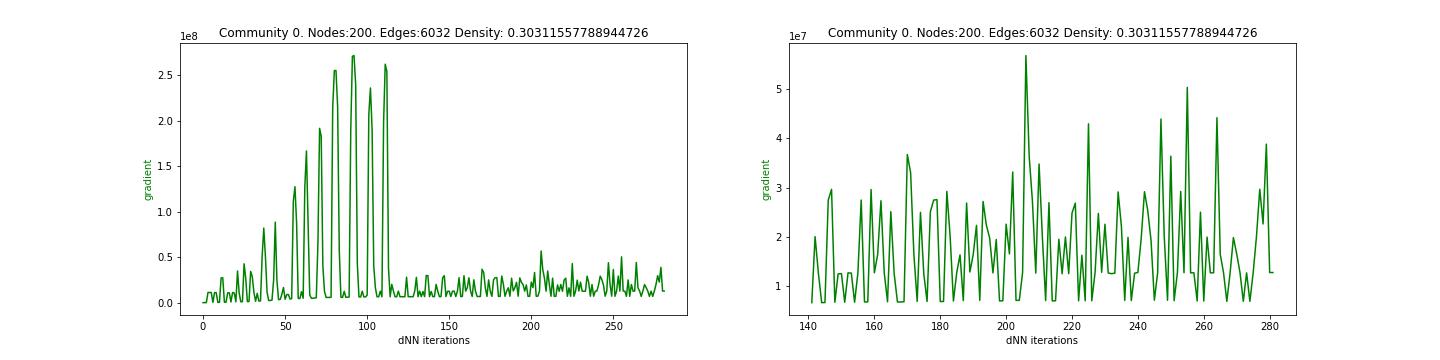 Community 0. Nodes:200. Edges:6032 Density: 0.30311557788944726
1e8
2.5
2.0
1.5
1.0
0.5
0.0
gradient
0 50 100 150 200 250
dNN iterations
Community 0. Nodes:200. Edges:6032 Density: 0.30311557788944726
1e7
5
4
3
2
1
gradient
140 160 180 200 220 240 260 280
dNN iterations